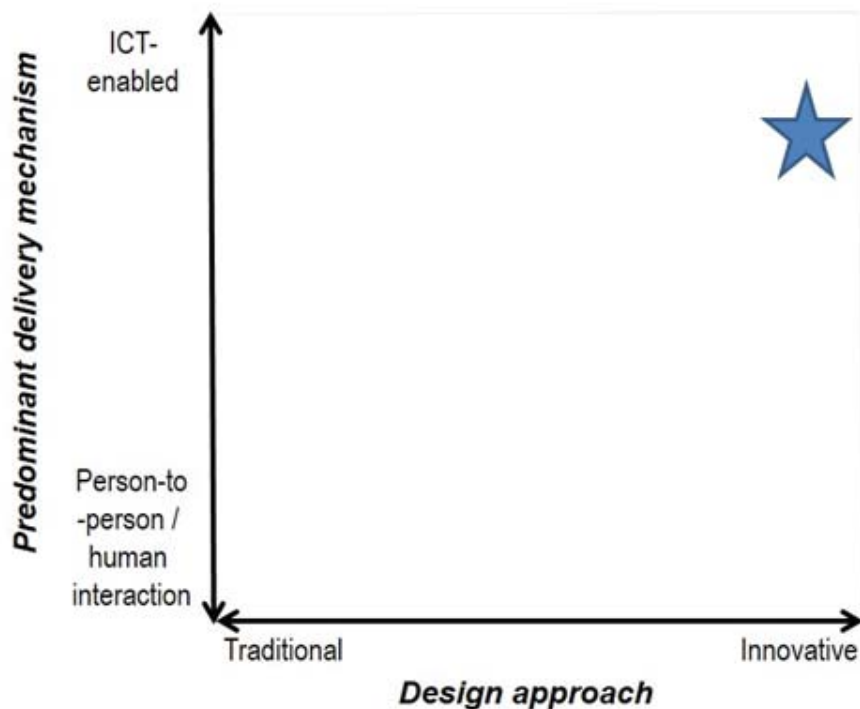 Predominant delivery mechanism
ICT-
enabled
Person-to
-person /
human
interaction
Traditional
Innovative
Design approach